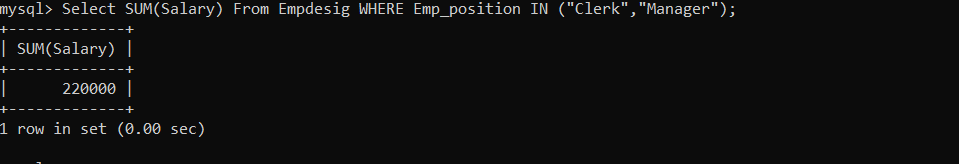 mysql> Select SUM(Salary) From Empdesig WHERE Emp_position IN ("Clerk","Manager");
+-------------+
| SUM(Salary) |
+-------------+
|      220000 |
+-------------+
1 row in set (0.00 sec)